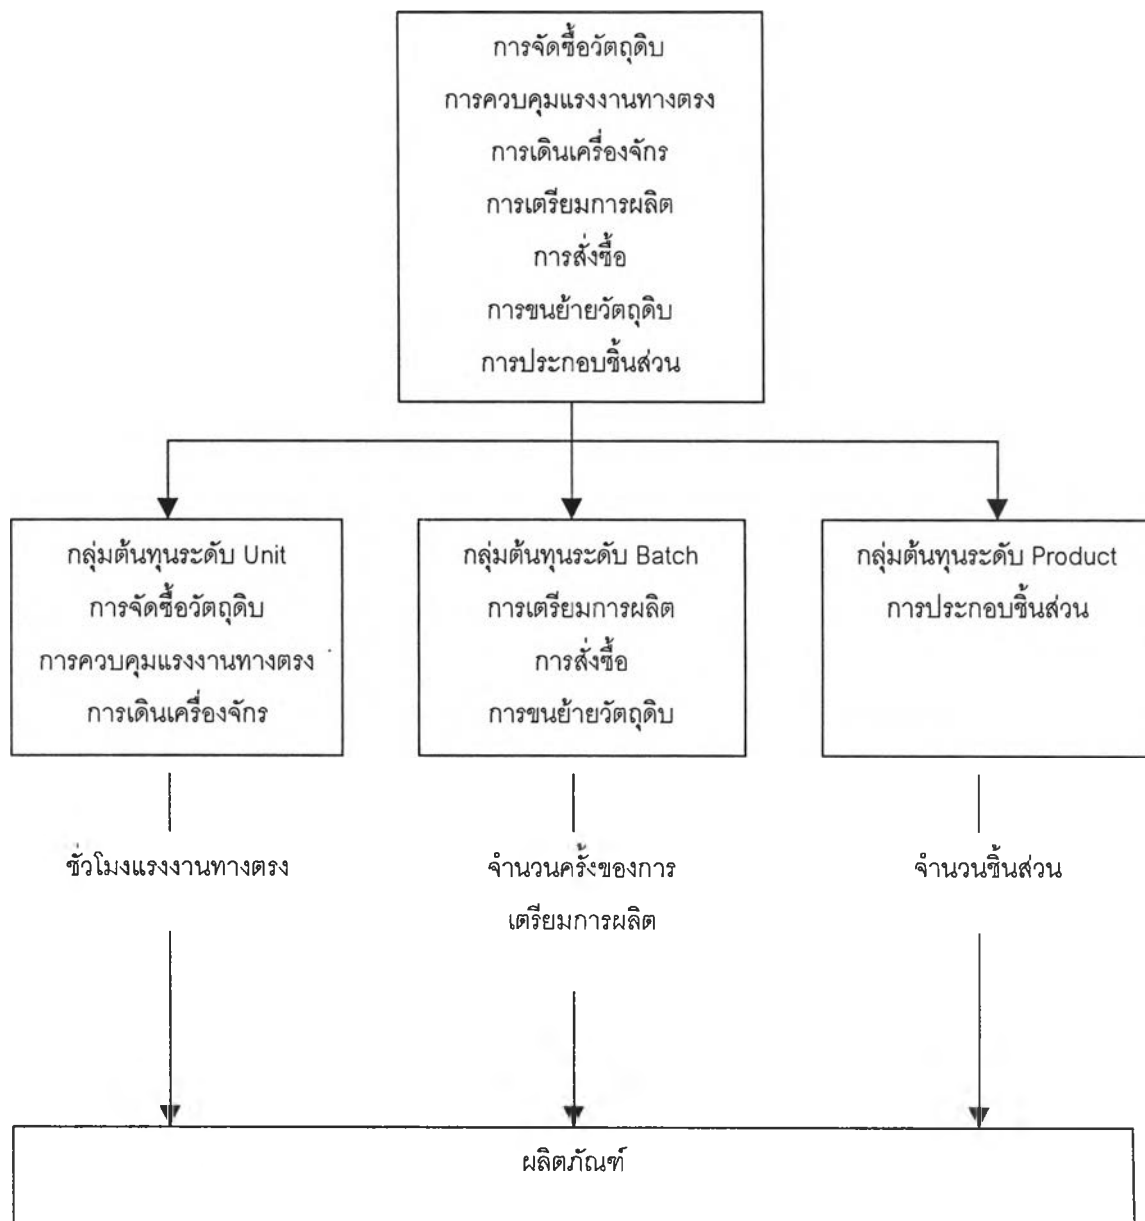 การจัดซื้อวัตถุดิบ
การควบคุมแรงงานทางตรง
การเดินเครื่องจักร
การเตรียมการผลิต
การสั่งซื้อ
การขนย้ายวัตถุดิบ
การประกอบชิ้นส่วน
กลุ่มต้นทุนระดับ Unit
การจัดซื้อวัตถุดิบ
การควบคุมแรงงานทางตรง
การเดินเครื่องจักร
กลุ่มต้นทุนระดับ Batch
การเตรียมการผลิต
การสั่งซื้อ
การขนย้ายวัตถุดิบ
กลุ่มต้นทุนระดับ Product
การประกอบชิ้นส่วน
ชั่วโมงแรงงานทางตรง
จำนวนครั้งของการ
เตรียมการผลิต
จำนวนชิ้นส่วน
ผลิตภัณฑ์